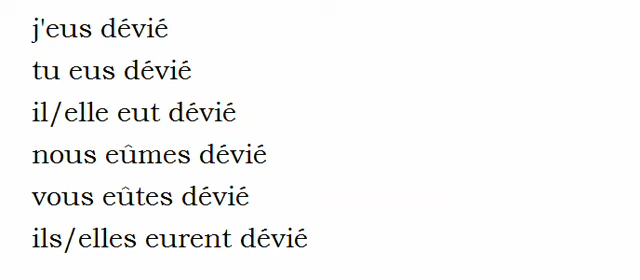 j'eus dévié
tu eus dévié
il/elle eut dévié
nous eûmes dévié
vous eûtes dévié
ils/elles eurent dévié